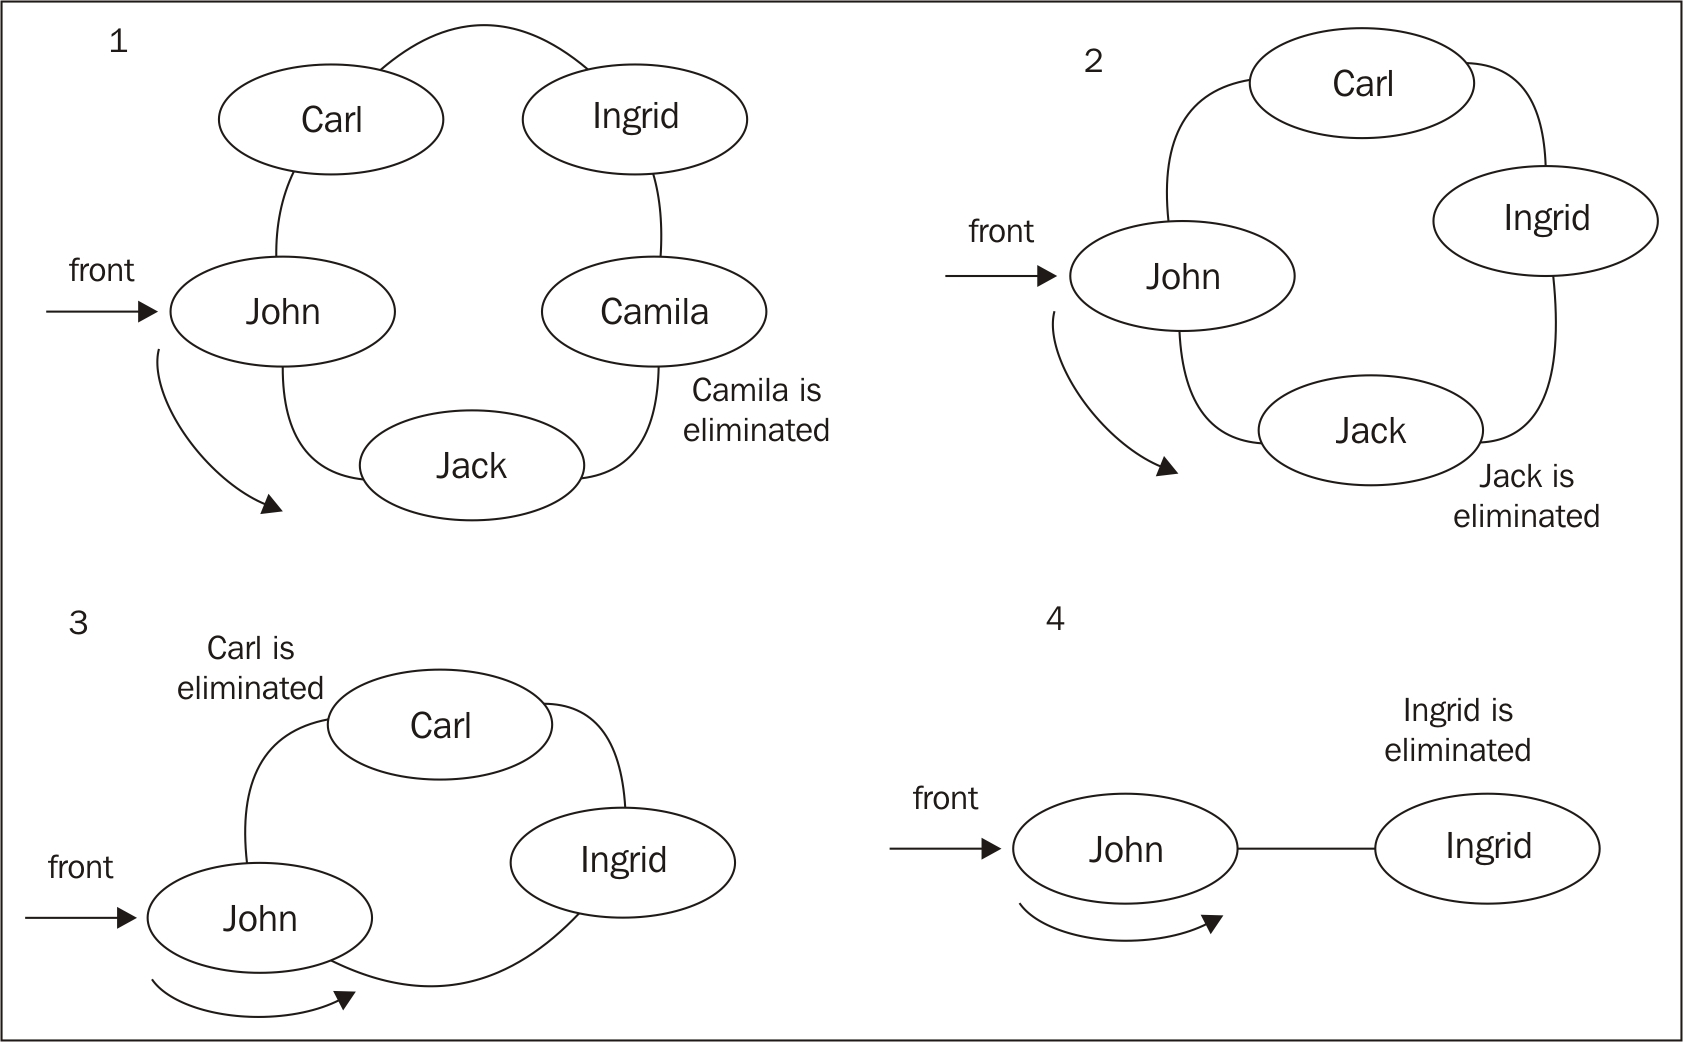 1
Carl
Ingrid
front
John
Camila
Camila is
eliminated
Jack
2
Carl
Ingrid
front
John
Jack
Jack is
eliminated
3
Carl is
eliminated
Carl
Ingrid
front
John
4
Ingrid is
eliminated
front
John
Ingrid